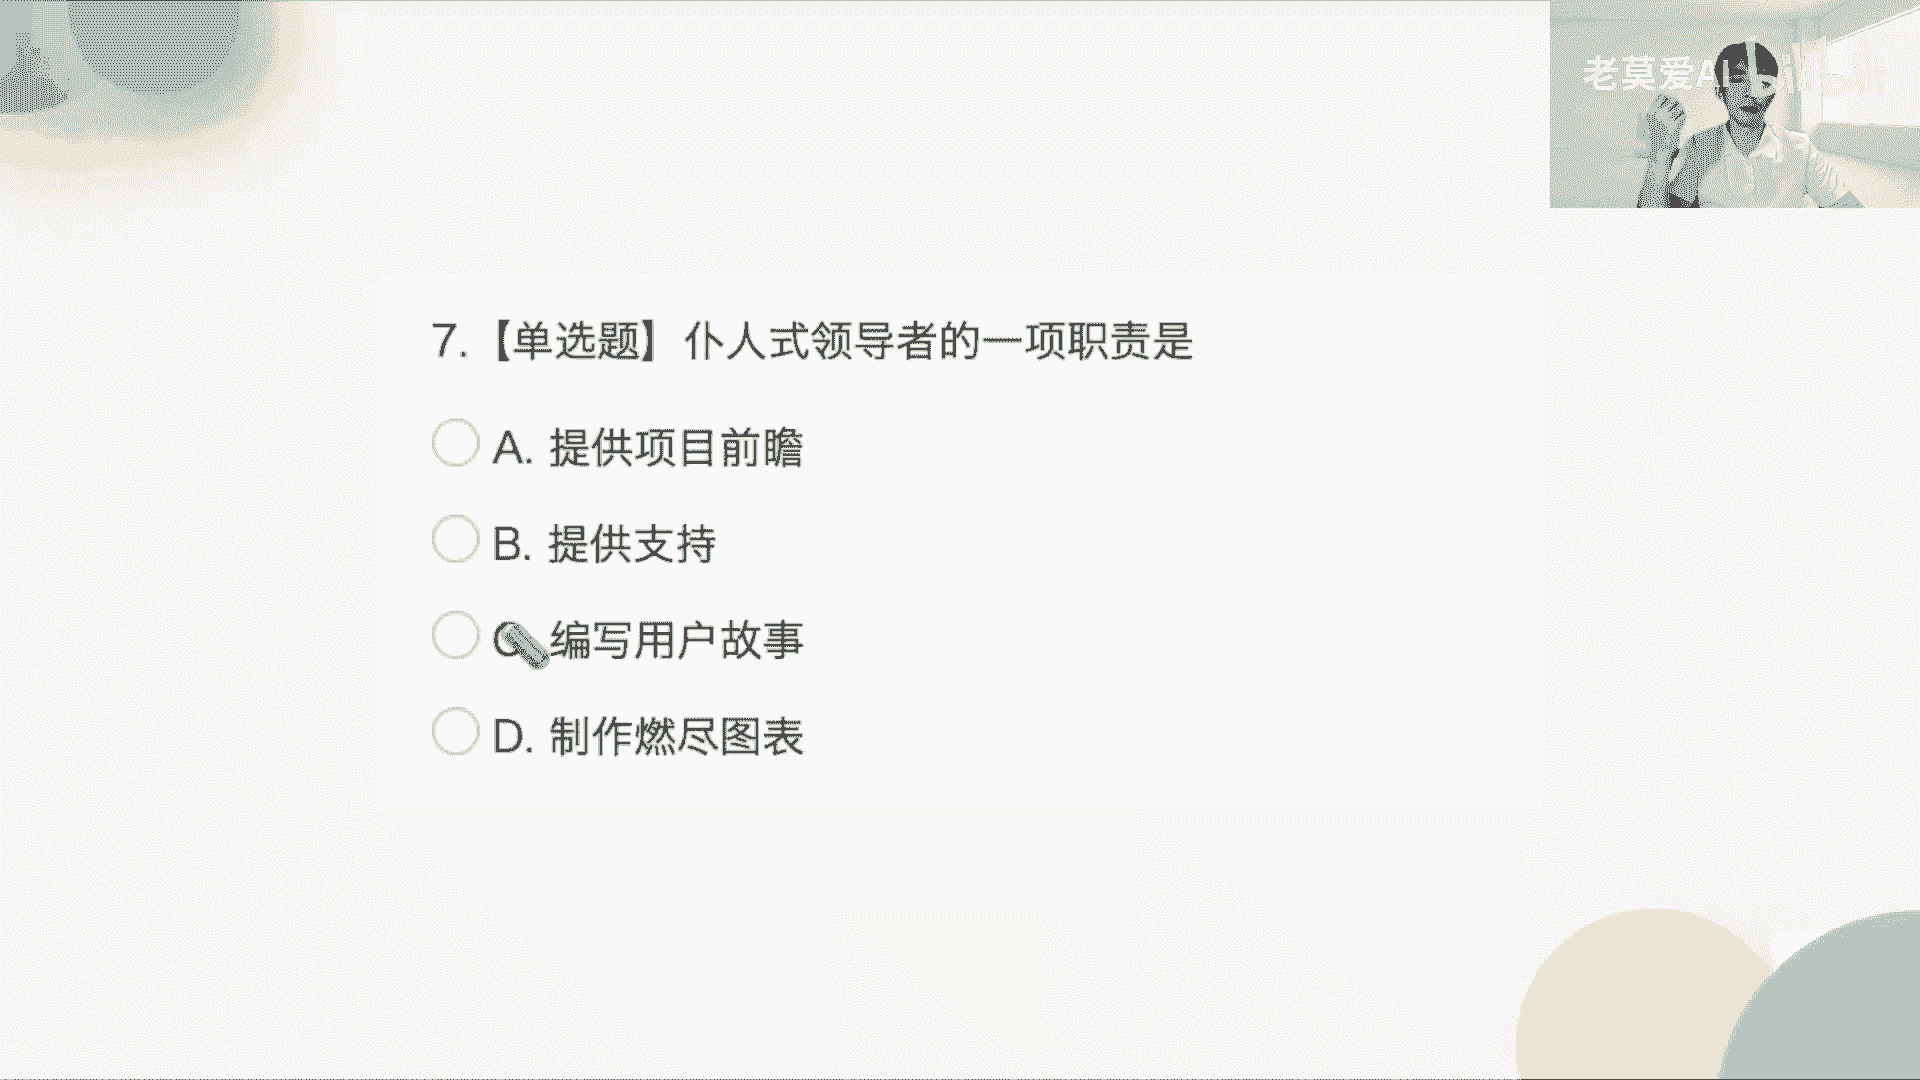 老莫爱AI
7.【单选题】仆人式领导者的一项职责是
A. 提供项目前瞻
B. 提供支持
C. 编写用户故事
D. 制作燃尽图表